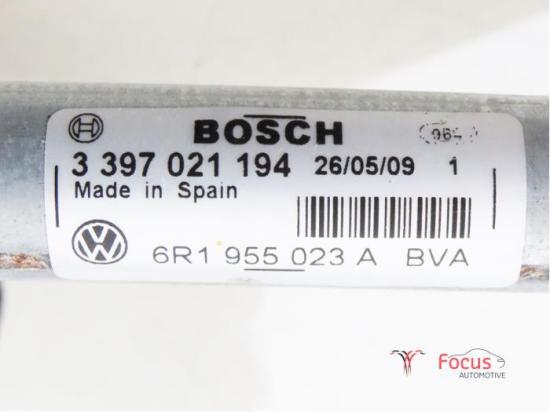 BOSCH
3 397 021 194 26/05/09 1
Made in Spain
6R1 955 023 A BVA
Focus
AUTOMOTIVE